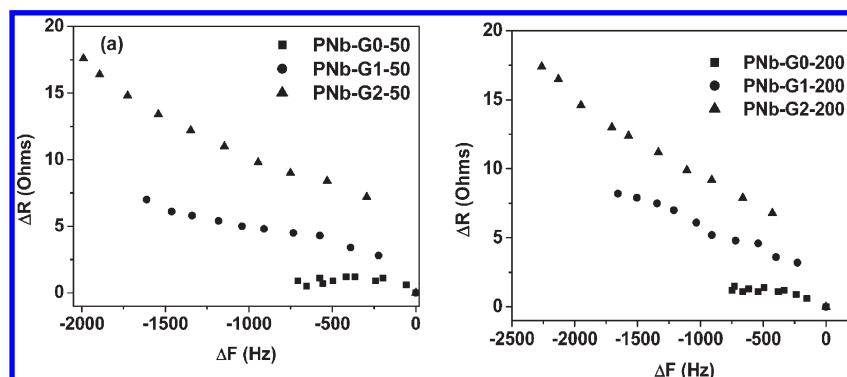 (a)
PNb-G0-50
PNb-G1-50
PNb-G2-50
ΔR (Ohms)
20
15
10
5
0
-2000 -1500 -1000 -500 0
ΔF (Hz)
PNb-G0-200
PNb-G1-200
PNb-G2-200
ΔR (Ohms)
20
15
10
5
0
-2500 -2000 -1500 -1000 -500 0
ΔF (Hz)